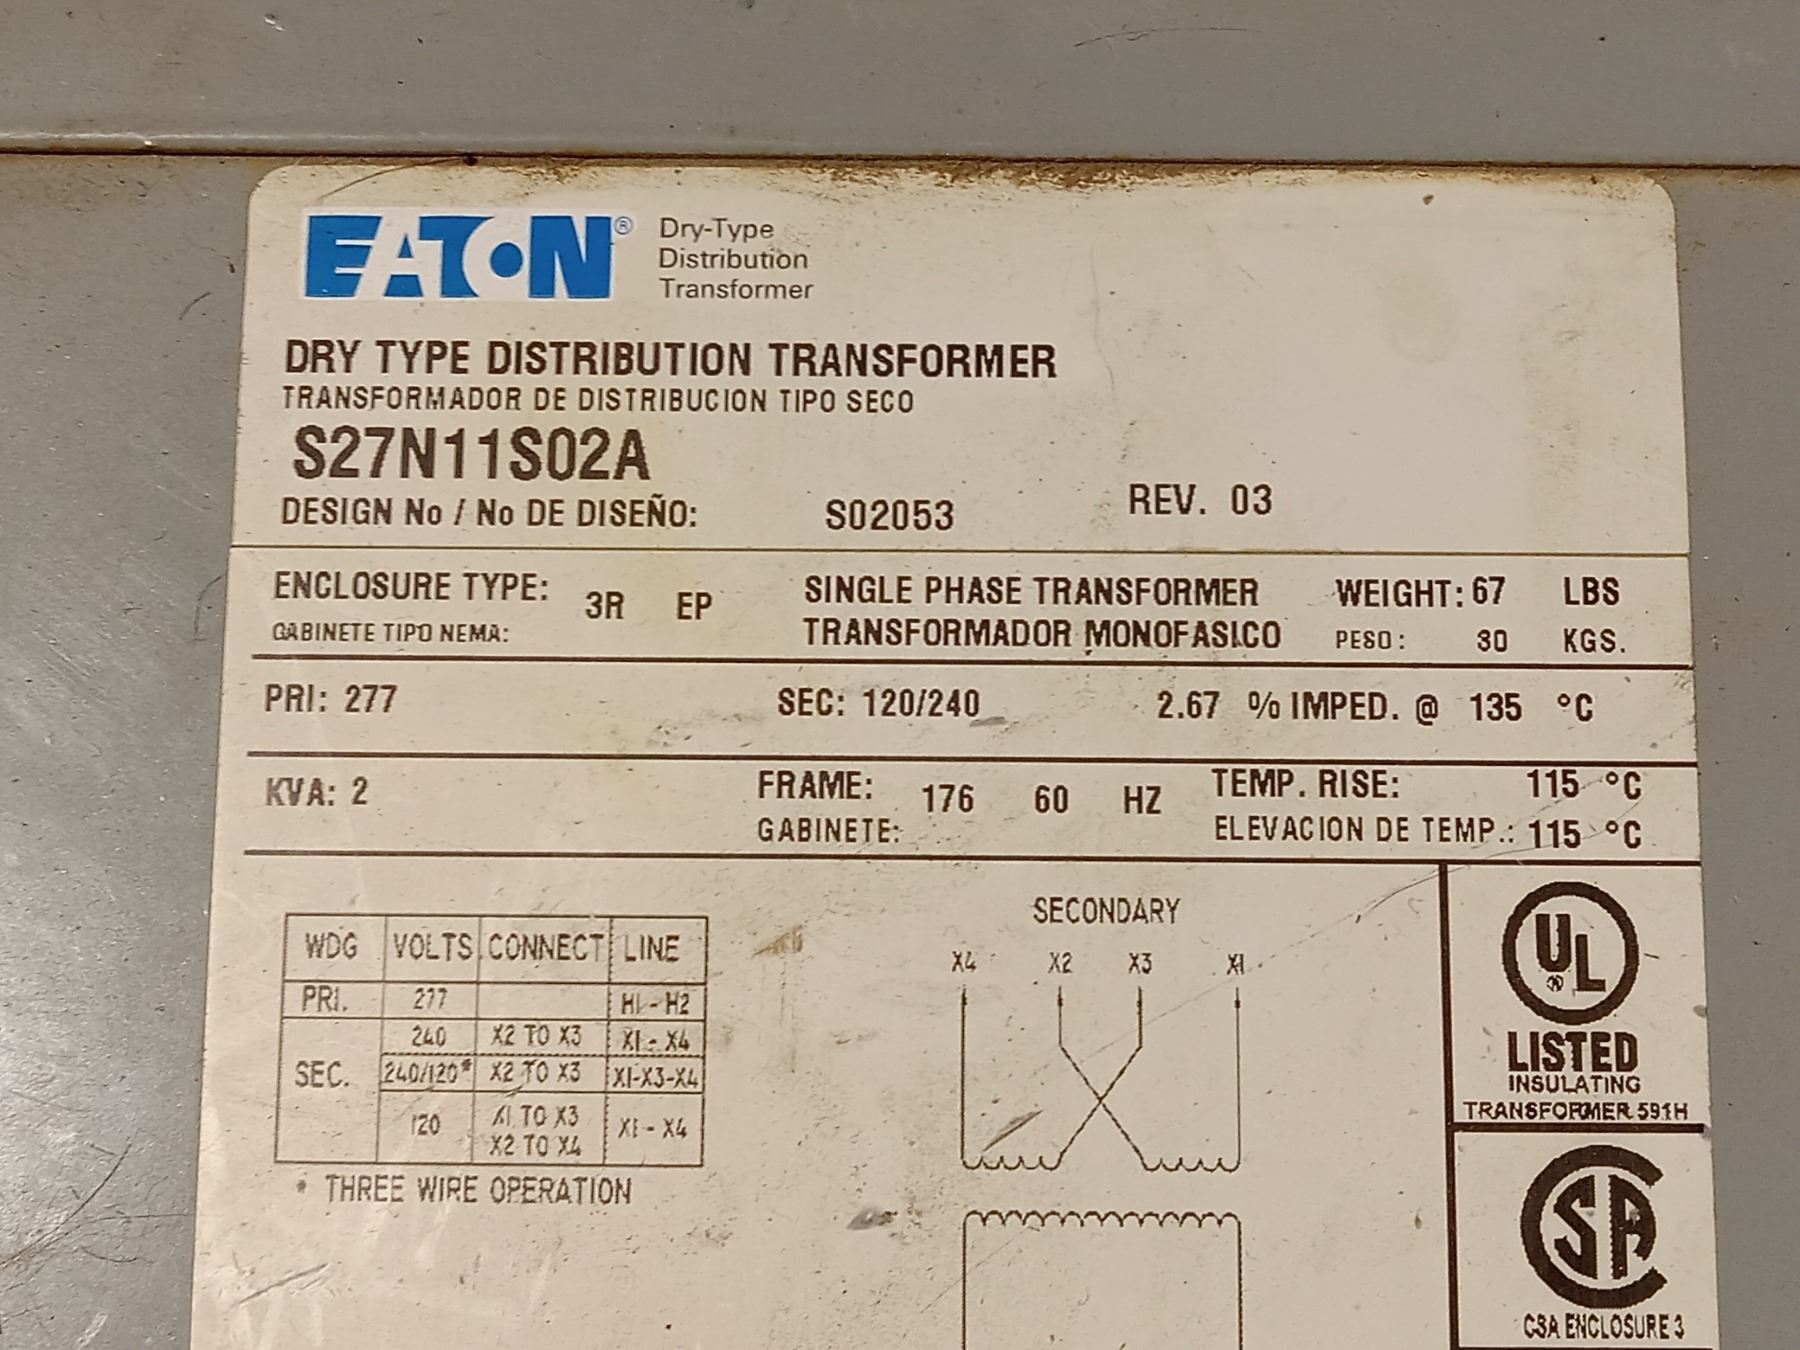 EATON® Dry-Type
Distribution
Transformer
DRY TYPE DISTRIBUTION TRANSFORMER
TRANSFORMADOR DE DISTRIBUCION TIPO SECO
S27N11S02A
DESIGN No / No DE DISEÑO: S02053 REV. 03
ENCLOSURE TYPE: 3R EP SINGLE PHASE TRANSFORMER WEIGHT: 67 LBS
GABINETE TIPO NEMA: TRANSFORMADOR MONOFASICO PESO: 30 KGS.
PRI: 277 SEC: 120/240 2.67 % IMPED. @ 135 °C
KVA: 2 FRAME: 176 60 HZ TEMP. RISE: 115 °C
GABINETE: ELEVACION DE TEMP.: 115 °C
WDG VOLTS CONNECT LINE
PRI. 277 H1 - H2
SEC. 240 X2 TO X3 X1 - X4
240/120* X2 TO X3 X1-X3-X4
120 X1 TO X3 X1 - X4
X2 TO X4
* THREE WIRE OPERATION
SECONDARY
X4 X2 X3 X1
UL
®
LISTED
INSULATING
TRANSFORMER 591H
CSA
CSA ENCLOSURE 3